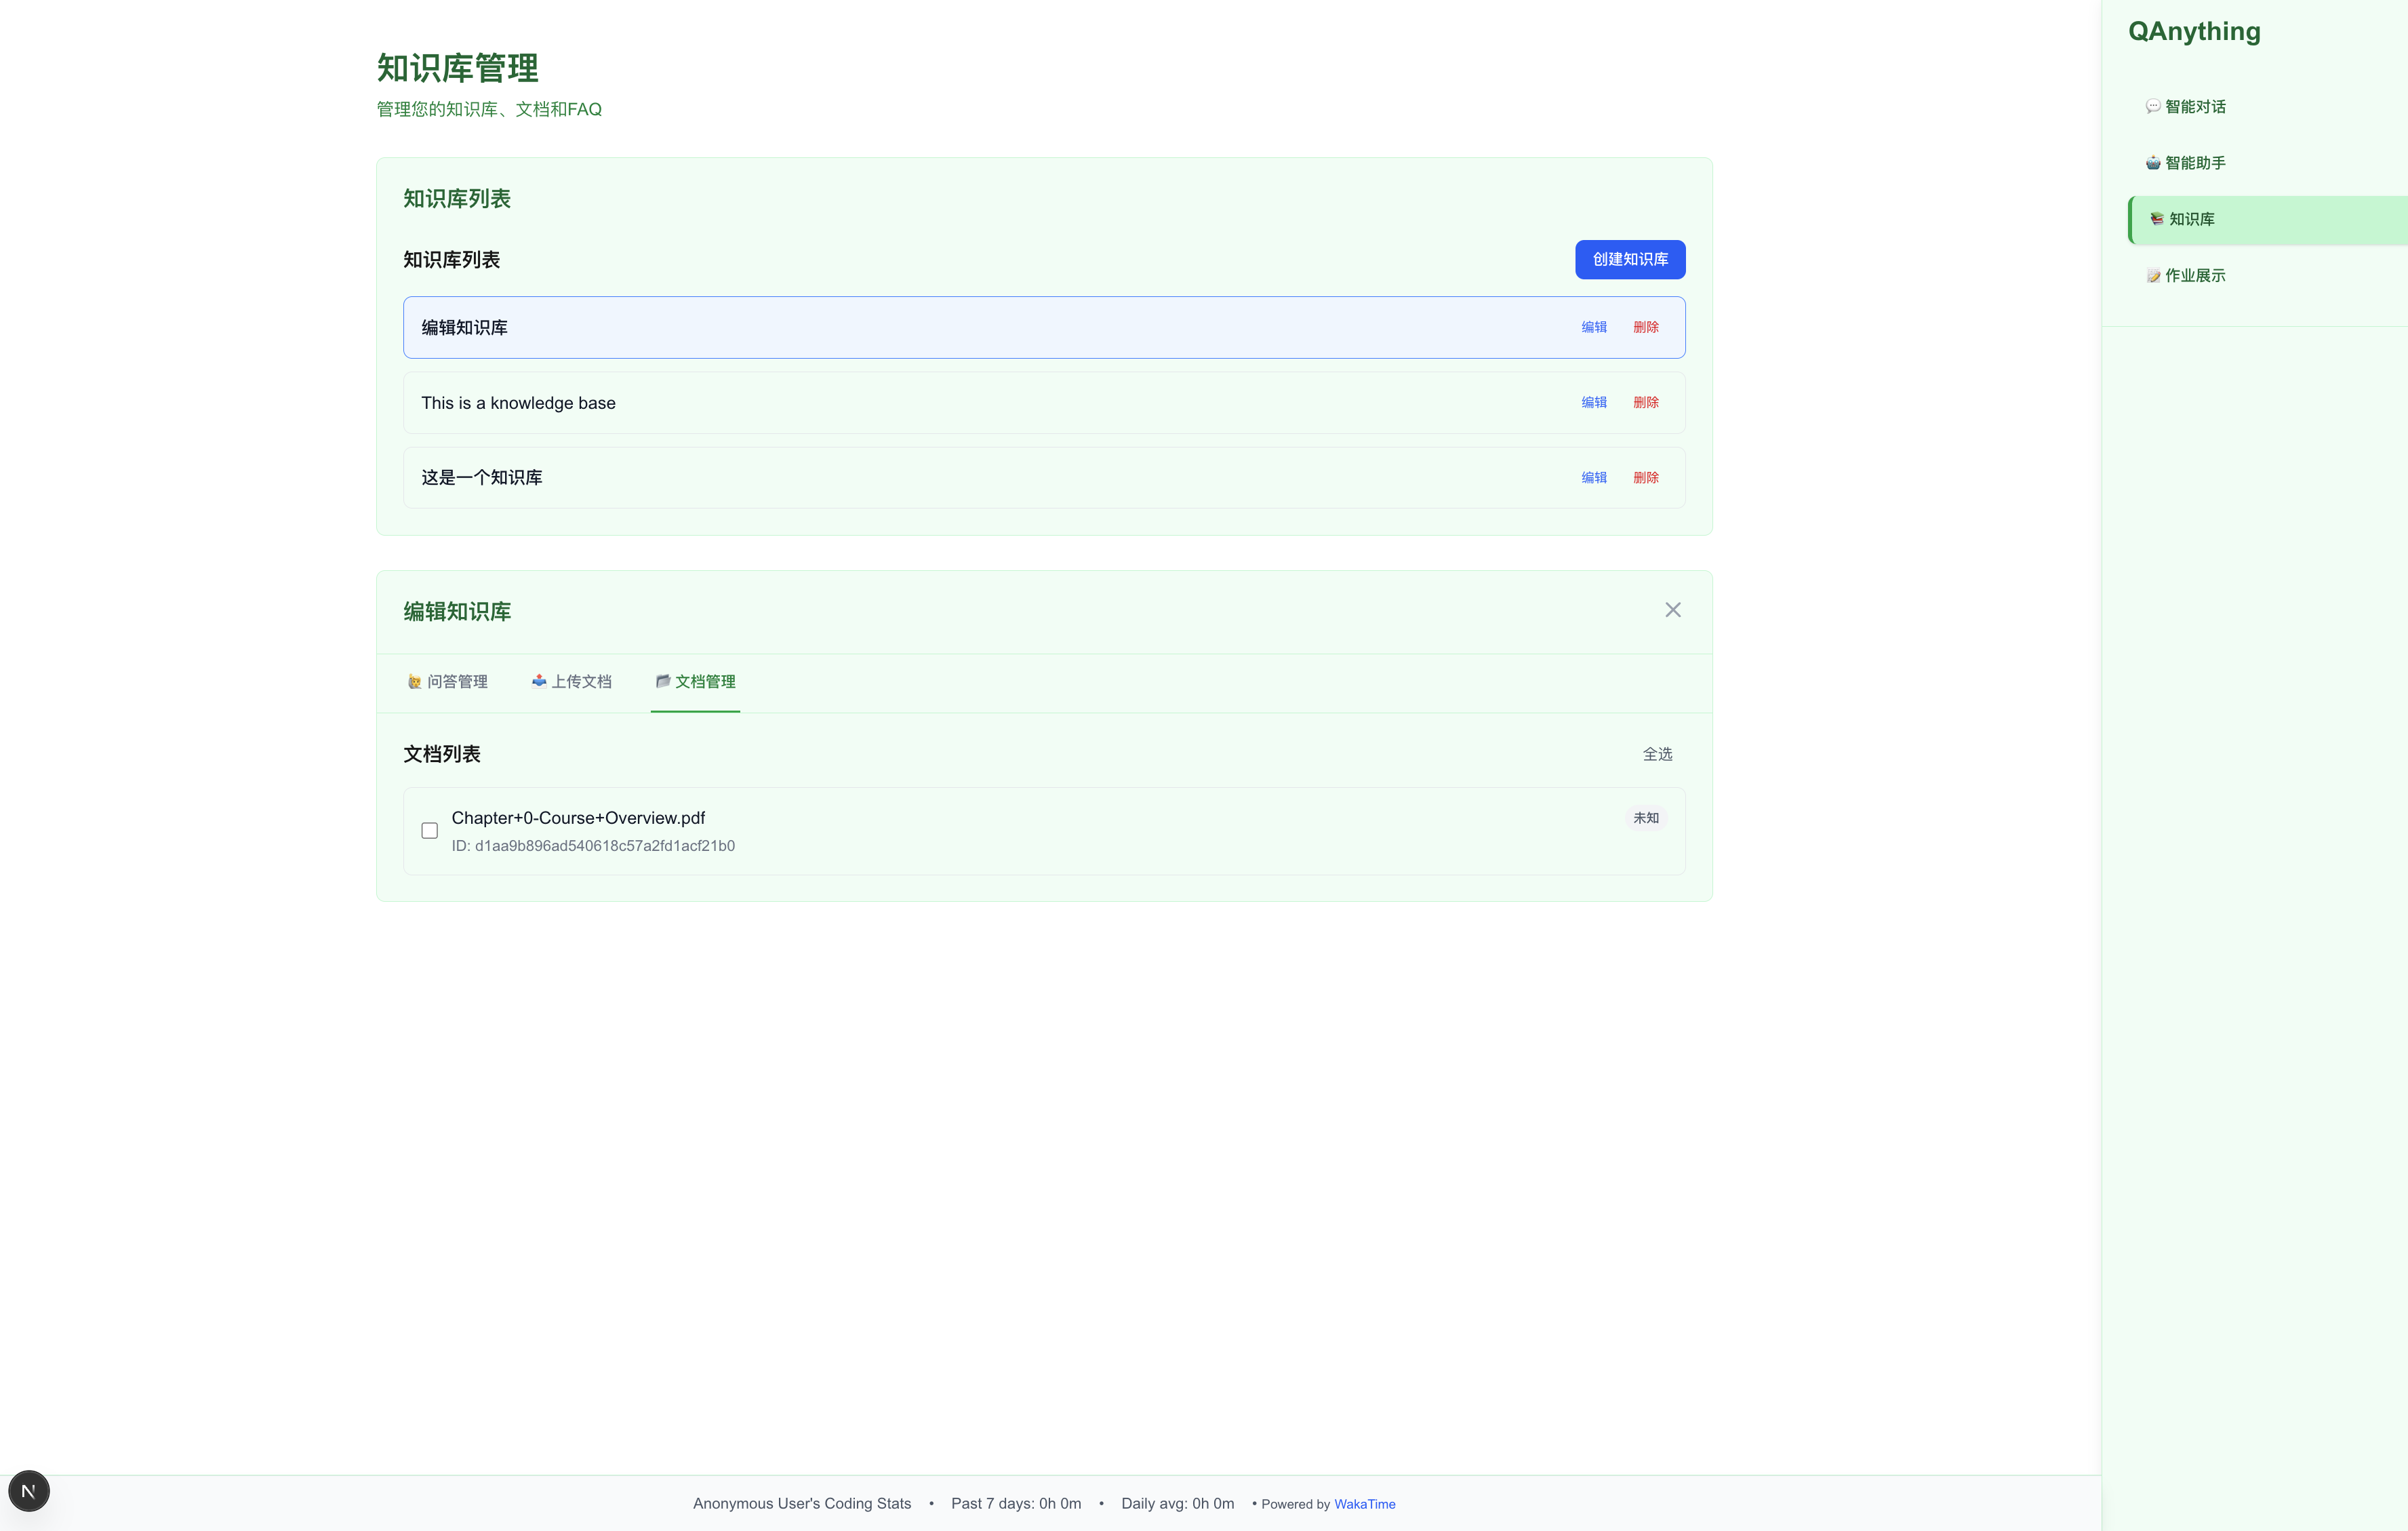 知识库管理
管理您的知识库、文档和FAQ
知识库列表
知识库列表
创建知识库
编辑知识库 编辑 删除
This is a knowledge base 编辑 删除
这是一个知识库 编辑 删除
编辑知识库
问答管理 上传文档 文档管理
文档列表 全选
Chapter+0-Course+Overview.pdf 未知
ID: d1aa9b896ad540618c57a2fd1acf21b0
Anonymous User's Coding Stats • Past 7 days: 0h 0m • Daily avg: 0h 0m • Powered by WakaTime
N
QAnything
智能对话
智能助手
知识库
作业展示